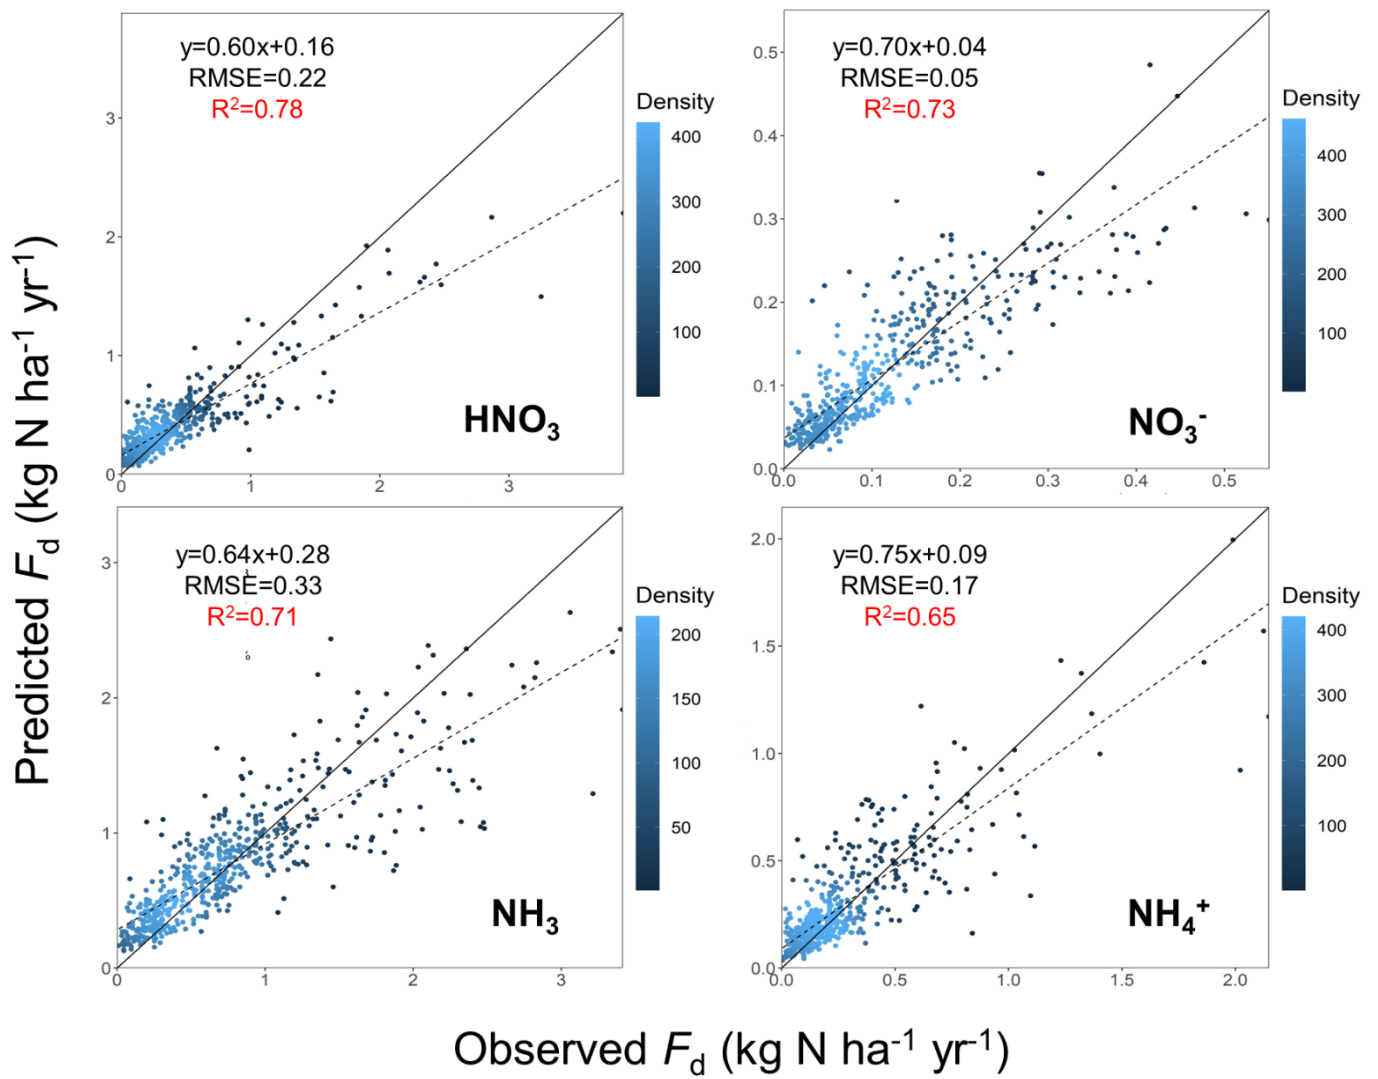 Predicted F_d (kg N ha⁻¹ yr⁻¹)
y=0.60x+0.16
RMSE=0.22
R²=0.78
HNO₃
3
2
1
0
0
1
2
3
Density
400
300
200
100
y=0.70x+0.04
RMSE=0.05
R²=0.73
NO₃⁻
0.5
0.4
0.3
0.2
0.1
0.0
0.0
0.1
0.2
0.3
0.4
0.5
Density
400
300
200
100
y=0.64x+0.28
RMSE=0.33
R²=0.71
NH₃
3
2
1
0
0
1
2
3
Density
200
150
100
50
y=0.75x+0.09
RMSE=0.17
R²=0.65
NH₄⁺
2.0
1.5
1.0
0.5
0.0
0.0
0.5
1.0
1.5
2.0
Density
400
300
200
100
Observed F_d (kg N ha⁻¹ yr⁻¹)